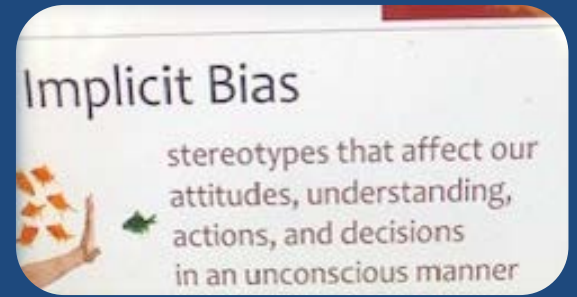 Implicit Bias
stereotypes that affect our
attitudes, understanding,
actions, and decisions
in an unconscious manner